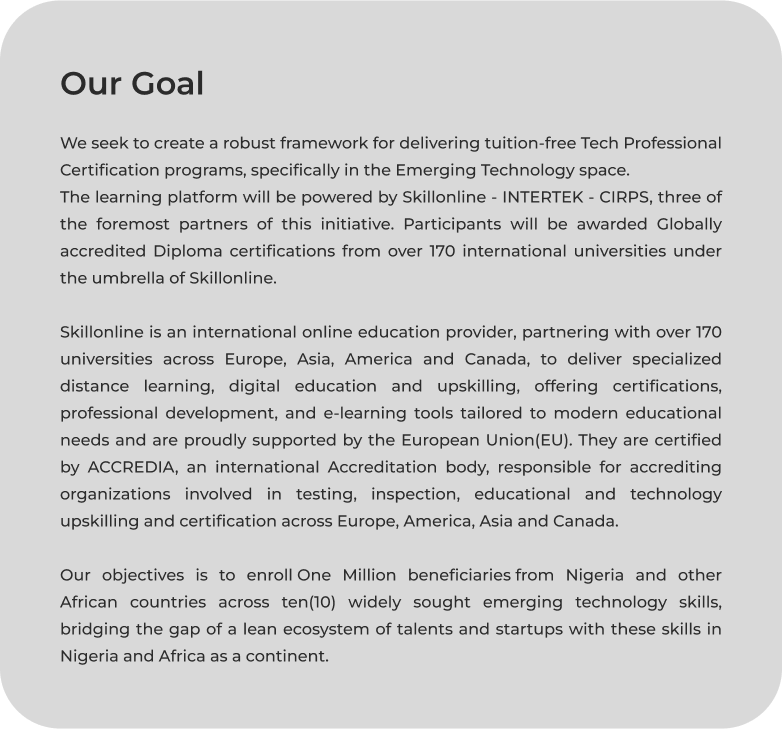 Our Goal
We seek to create a robust framework for delivering tuition-free Tech Professional
Certification programs, specifically in the Emerging Technology space.
The learning platform will be powered by Skillonline - INTERTEK - CIRPS, three of
the foremost partners of this initiative. Participants will be awarded Globally
accredited Diploma certifications from over 170 international universities under
the umbrella of Skillonline.
Skillonline is an international online education provider, partnering with over 170
universities across Europe, Asia, America and Canada, to deliver specialized
distance learning, digital education and upskilling, offering certifications,
professional development, and e-learning tools tailored to modern educational
needs and are proudly supported by the European Union(EU). They are certified
by ACCREDIA, an international Accreditation body, responsible for accrediting
organizations involved in testing, inspection, educational and technology
upskilling and certification across Europe, America, Asia and Canada.
Our objectives is to enroll One Million beneficiaries from Nigeria and other
African countries across ten(10) widely sought emerging technology skills,
bridging the gap of a lean ecosystem of talents and startups with these skills in
Nigeria and Africa as a continent.